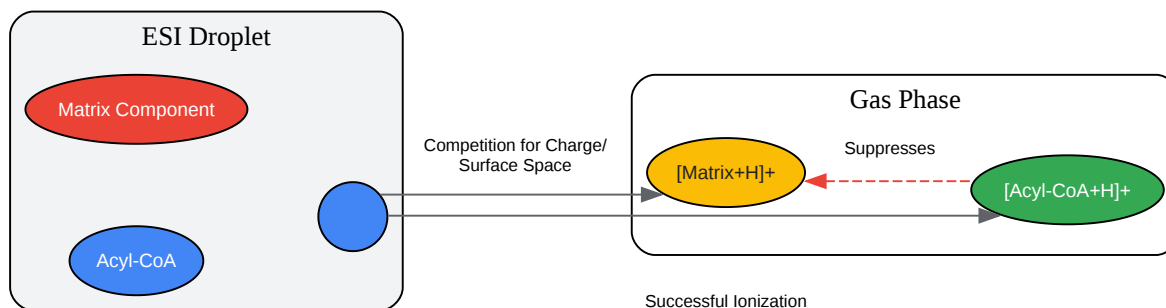 ESI Droplet
Matrix Component
Acyl-CoA
Competition for Charge/
Surface Space
Gas Phase
[Matrix+H]+
Suppresses
[Acyl-CoA+H]+
Successful Ionization